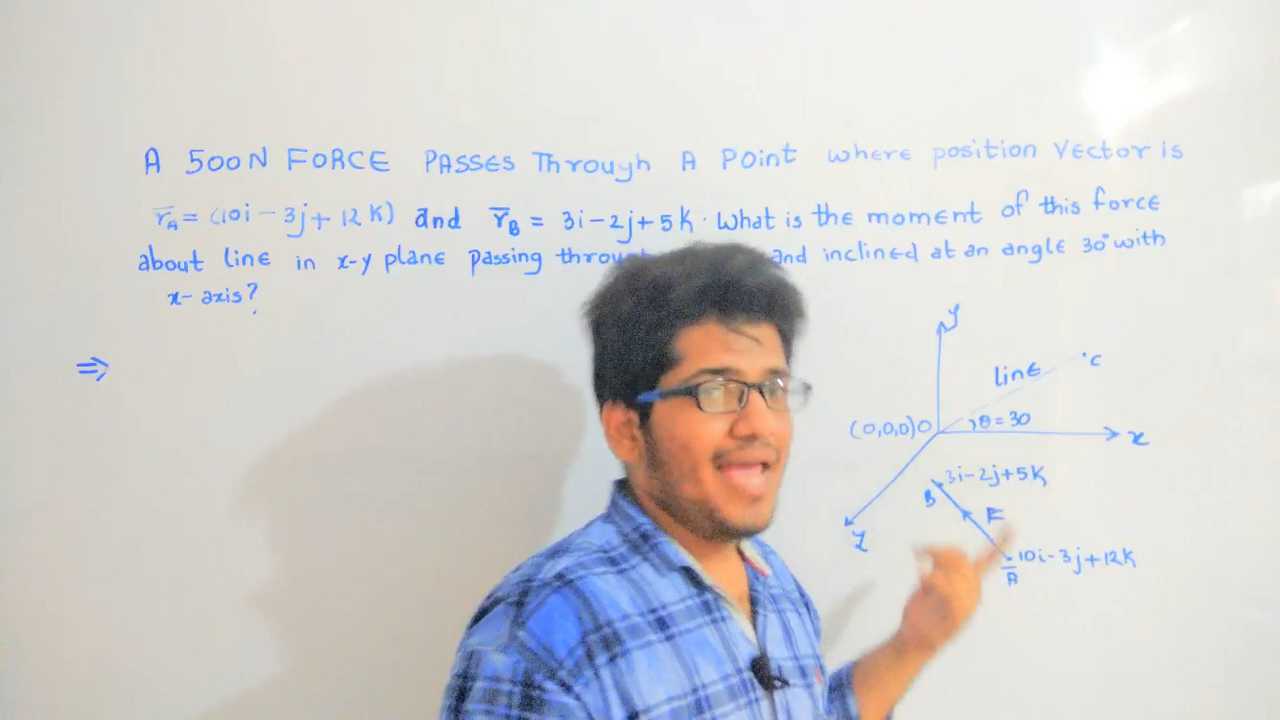 A 500N FORCE PASSES Through A Point where position Vector is
r̄A = (10i - 3j + 12k) and r̄B = 3i-2j+5k. What is the moment of this force
about line in x-y plane passing and inclined at an angle 30° with
x-axis?
⇒
y
C
line
(0,0,0)O
θ=30
x
3i-2j+5k
B
F
z
10i-3j+12k
A